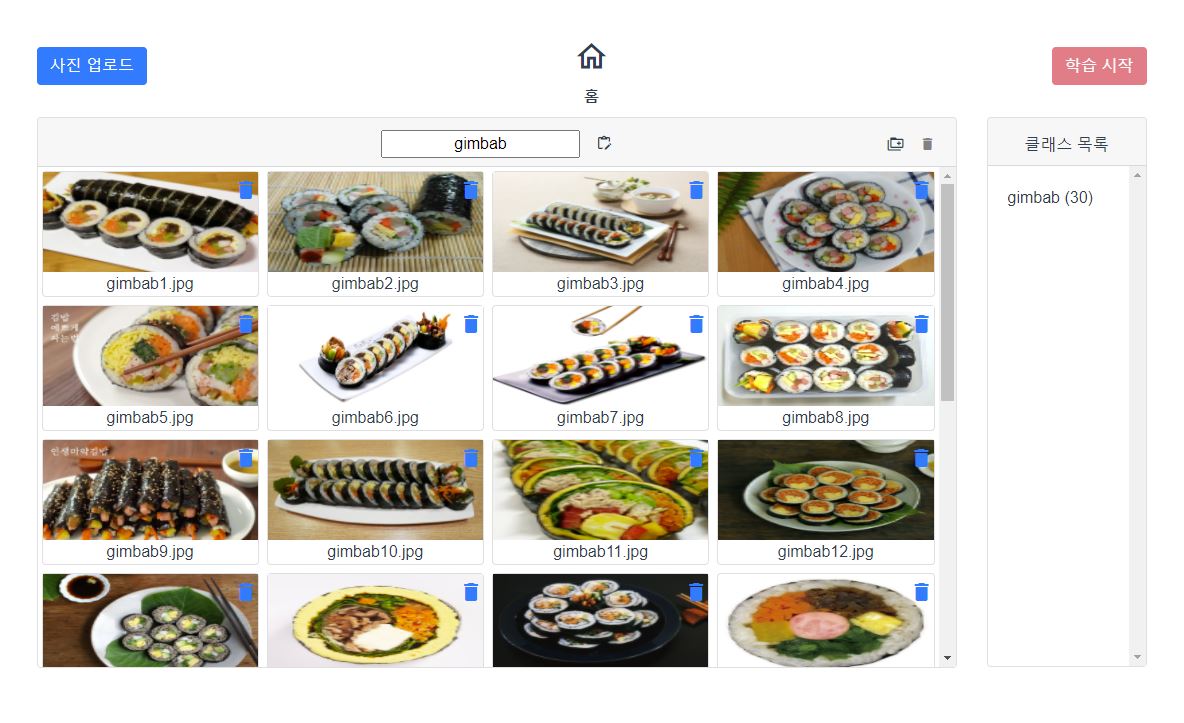 사진 업로드
홈
학습 시작
gimbab
클래스 목록
gimbab (30)
gimbab1.jpg
gimbab2.jpg
gimbab3.jpg
gimbab4.jpg
김밥
예쁘게
싸는법
gimbab5.jpg
gimbab6.jpg
gimbab7.jpg
gimbab8.jpg
인생마약김밥
gimbab9.jpg
gimbab10.jpg
gimbab11.jpg
gimbab12.jpg